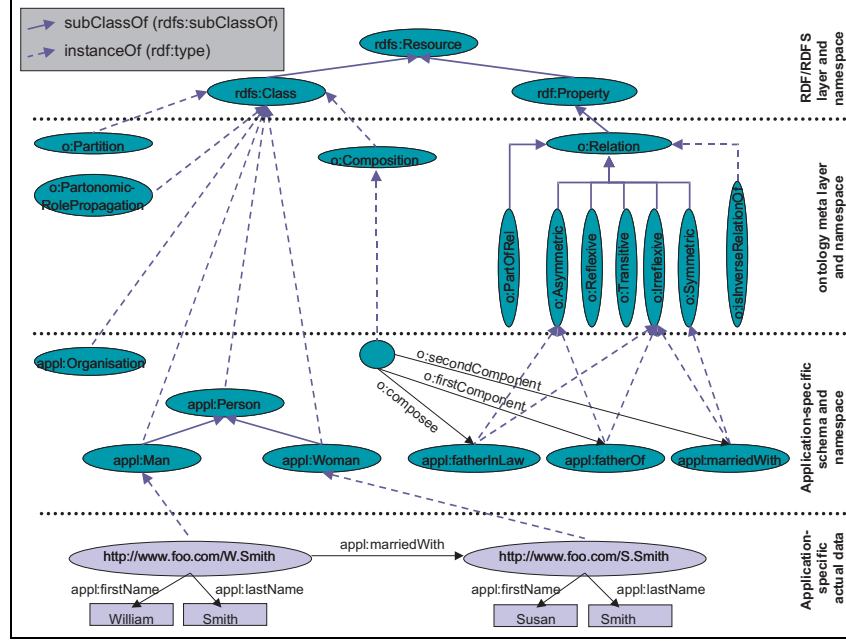 subClassOf (rdfs:subClassOf)
instanceOf (rdf:type)
rdfs:Resource
rdfs:Class
rdf:Property
RDF/RDFS
layer and
namespace
o:Partition
o:Composition
o:Relation
o:Partonomic-
RolePropagation
o:PartOfRel
o:Asymmetric
o:Reflexive
o:Transitive
o:Irreflexive
o:Symmetric
o:isInverseRelationOf
ontology meta layer
and namespace
appl:Organisation
o:secondComponent
o:firstComponent
o:composee
appl:Person
appl:Man
appl:Woman
appl:fatherInLaw
appl:fatherOf
appl:marriedWith
Application-specific
schema and
namespace
http://www.foo.com/W.Smith
appl:marriedWith
http://www.foo.com/S.Smith
appl:firstName
appl:lastName
appl:firstName
appl:lastName
William
Smith
Susan
Smith
Application-
specific
actual data